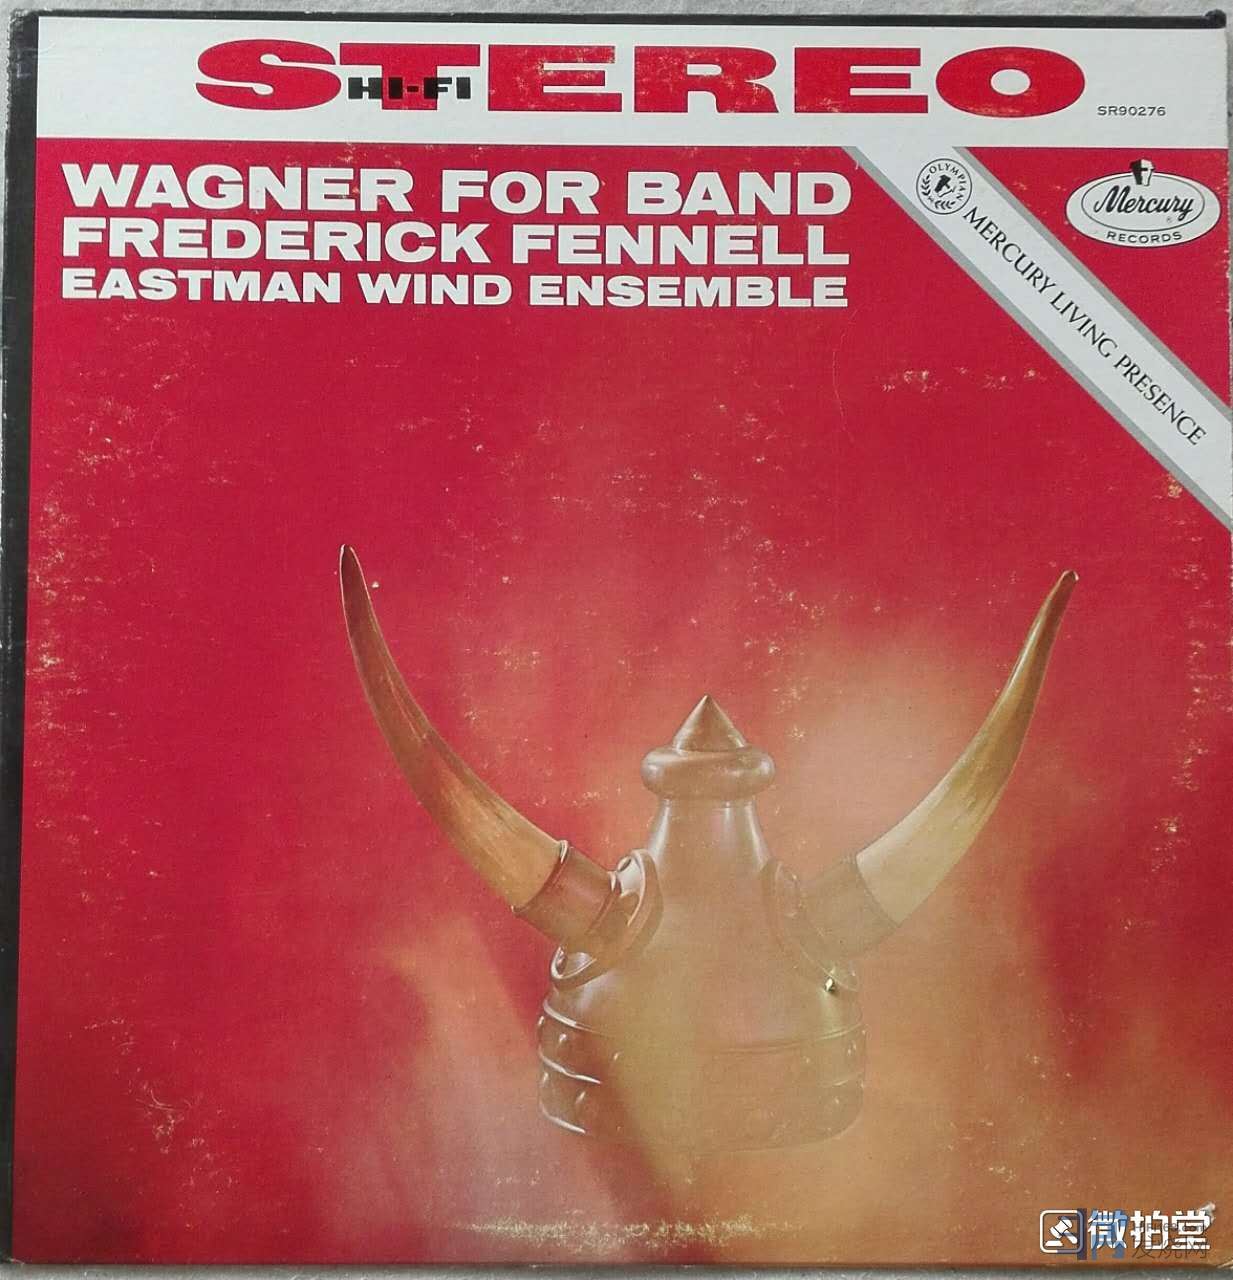 STEREO
HI-FI
SR90276
WAGNER FOR BAND
FREDERICK FENNELL
EASTMAN WIND ENSEMBLE
OLYMPIAN
MERCURY LIVING PRESENCE
Mercury
RECORDS
微拍堂